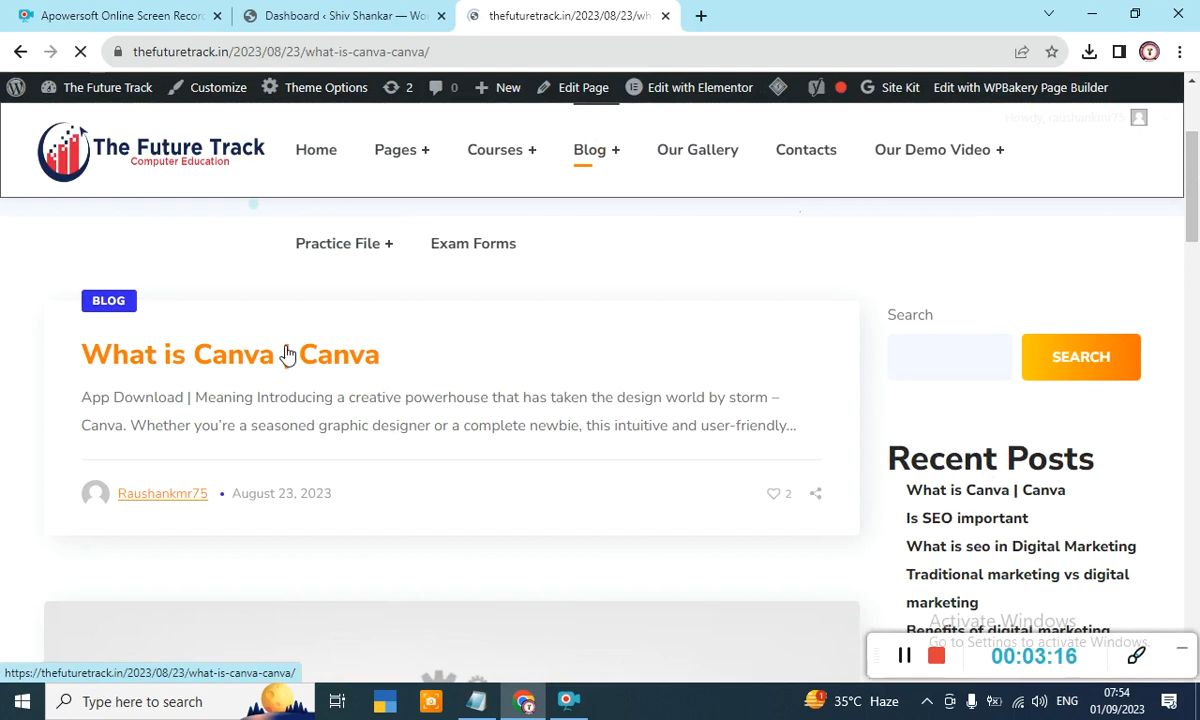 Apowersoft Online Screen Recor
Dashboard ‹ Shiv Shankar — Wo
thefuturetrack.in/2023/08/23/wh
thefuturetrack.in/2023/08/23/what-is-canva-canva/
The Future Track
Customize
Theme Options
2
0
New
Edit Page
Edit with Elementor
Site Kit
Edit with WPBakery Page Builder
Howdy, raushankmr75
The Future Track
Computer Education
Home
Pages +
Courses +
Blog +
Our Gallery
Contacts
Our Demo Video +
Practice File +
Exam Forms
BLOG
What is Canva | Canva
App Download | Meaning Introducing a creative powerhouse that has taken the design world by storm –
Canva. Whether you’re a seasoned graphic designer or a complete newbie, this intuitive and user-friendly...
Raushankmr75 • August 23, 2023
2
Search
SEARCH
Recent Posts
What is Canva | Canva
Is SEO important
What is seo in Digital Marketing
Traditional marketing vs digital
marketing
Benefits of digital marketing
Activate Windows
Go to Settings to activate Windows.
00:03:16
https://thefuturetrack.in/2023/08/23/what-is-canva-canva/
Type here to search
1
35°C Haze
ENG
07:54
01/09/2023